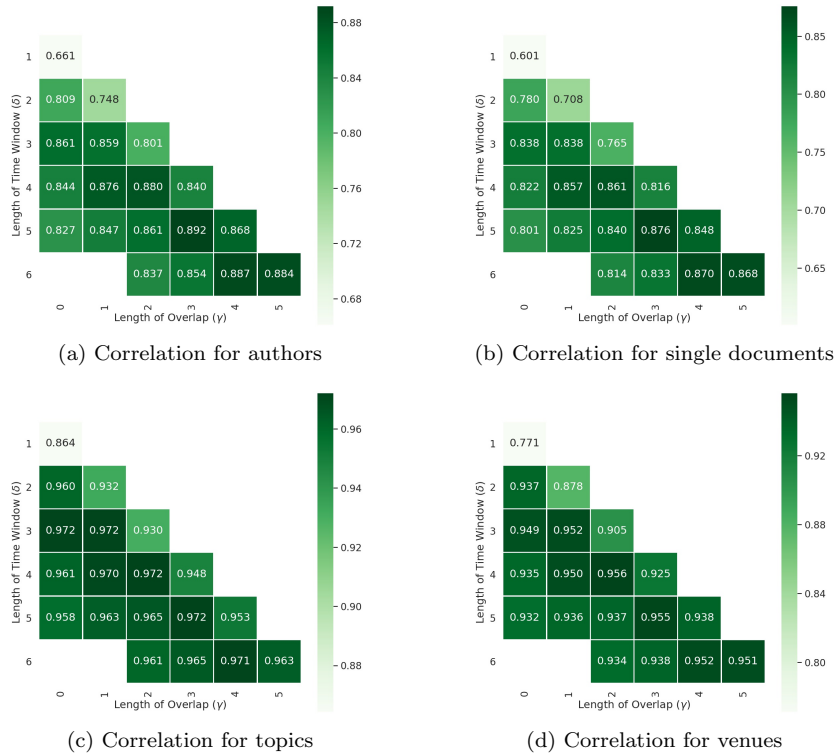 0.88
1
0.661
0.84
2
0.809 0.748
3
0.861 0.859 0.801
0.80
4
0.844 0.876 0.880 0.840
0.76
5
0.827 0.847 0.861 0.892 0.868
0.72
6
0.837 0.854 0.887 0.884
0.68
0 1 2 3 4 5
Length of Time Window (δ)
Length of Overlap (γ)
(a) Correlation for authors
0.85
1
0.601
0.80
2
0.780 0.708
3
0.838 0.838 0.765
0.75
4
0.822 0.857 0.861 0.816
0.70
5
0.801 0.825 0.840 0.876 0.848
0.65
6
0.814 0.833 0.870 0.868
0 1 2 3 4 5
Length of Time Window (δ)
Length of Overlap (γ)
(b) Correlation for single documents
0.96
1
0.864
0.94
2
0.960 0.932
3
0.972 0.972 0.930
0.92
4
0.961 0.970 0.972 0.948
0.90
5
0.958 0.963 0.965 0.972 0.953
0.88
6
0.961 0.965 0.971 0.963
0 1 2 3 4 5
Length of Time Window (δ)
Length of Overlap (γ)
(c) Correlation for topics
1
0.771
0.92
2
0.937 0.878
3
0.949 0.952 0.905
0.88
4
0.935 0.950 0.956 0.925
0.84
5
0.932 0.936 0.937 0.955 0.938
0.80
6
0.934 0.938 0.952 0.951
0 1 2 3 4 5
Length of Time Window (δ)
Length of Overlap (γ)
(d) Correlation for venues